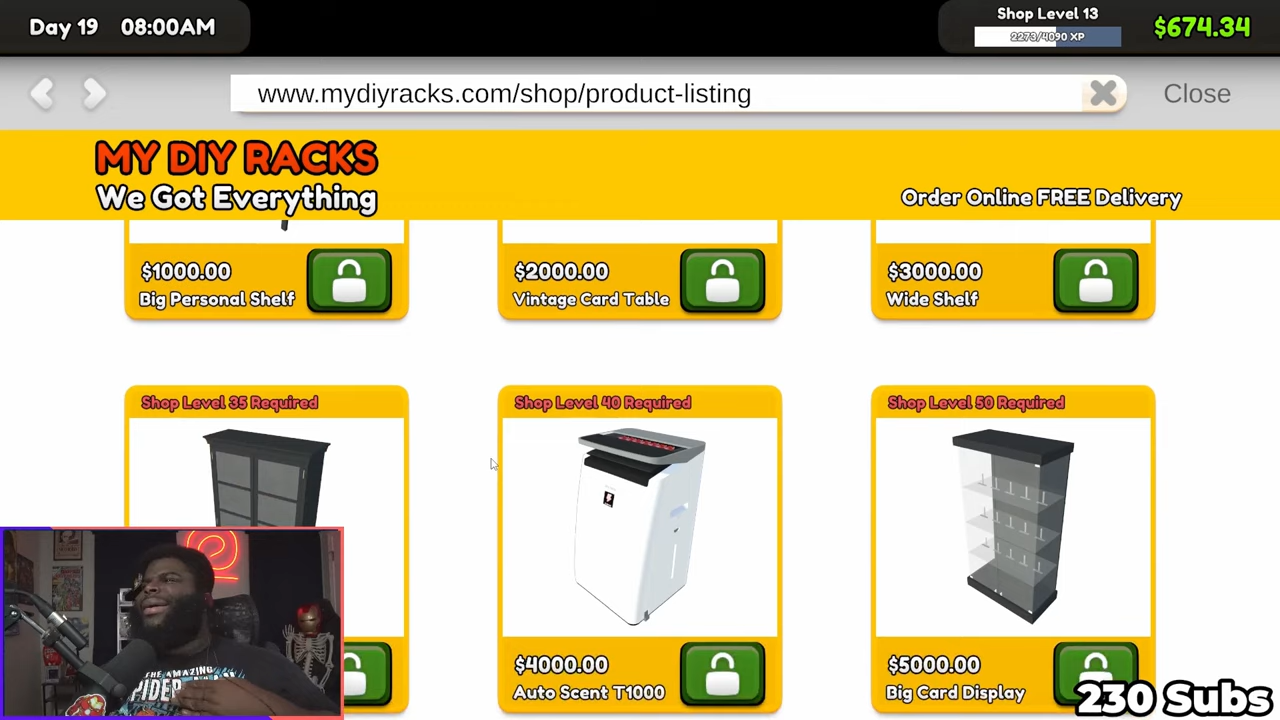 Day 19 08:00AM
Shop Level 13
2273/4090 XP
$674.34
www.mydiyracks.com/shop/product-listing
Close
MY DIY RACKS
We Got Everything
Order Online FREE Delivery
$1000.00
Big Personal Shelf
$2000.00
Vintage Card Table
$3000.00
Wide Shelf
Shop Level 35 Required
Shop Level 40 Required
$4000.00
Auto Scent T1000
Shop Level 50 Required
$5000.00
Big Card Display
THE AMAZING
SPIDER
230 Subs